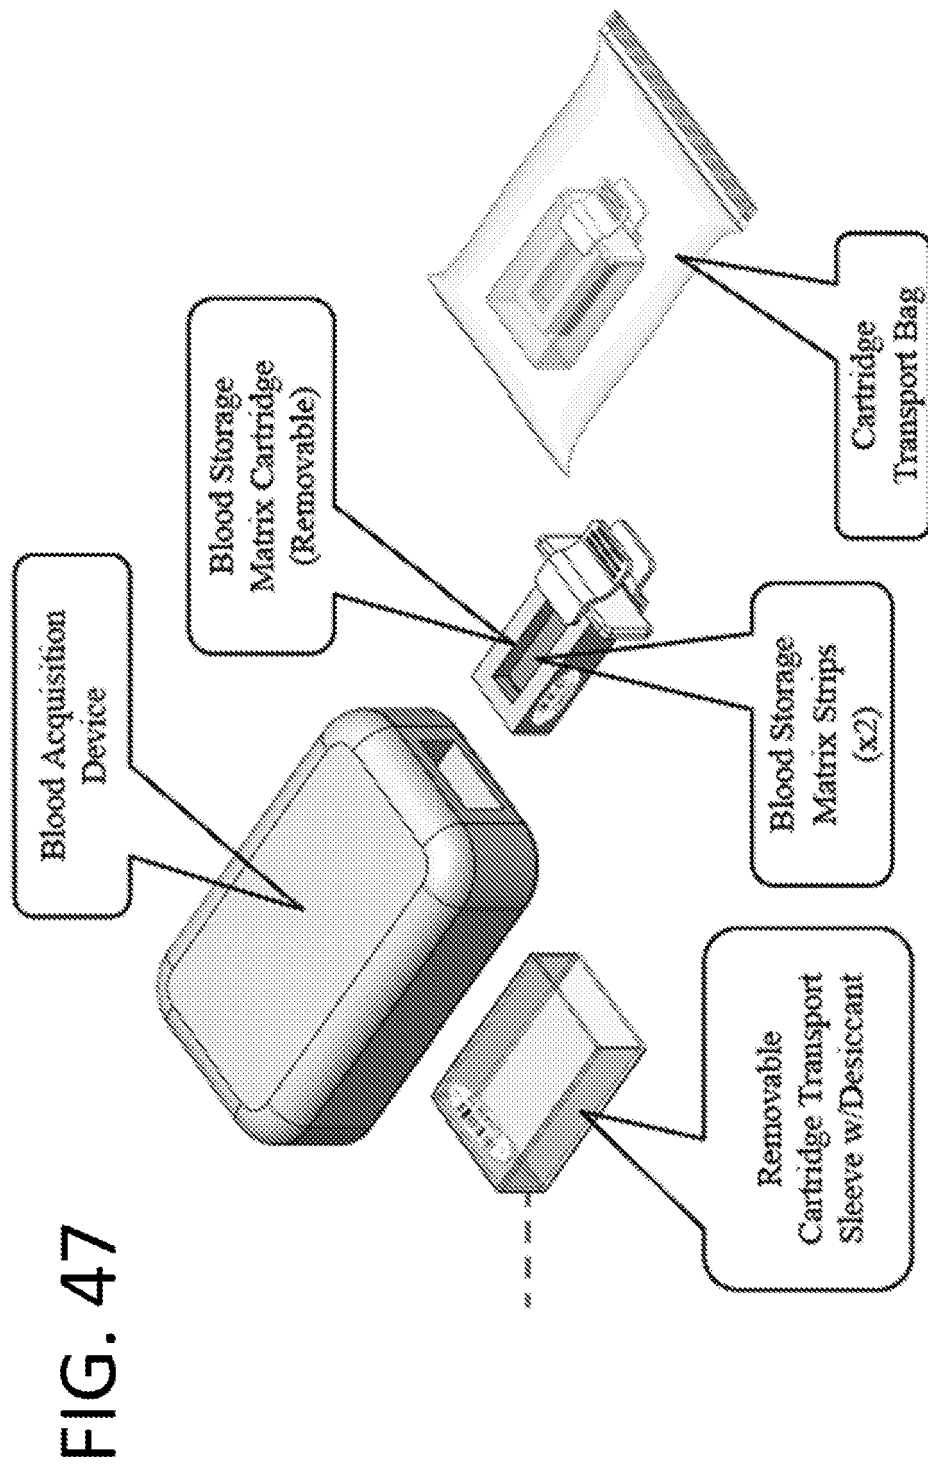 FIG. 47
Blood Acquisition
Device
Blood Storage
Matrix Cartridge
(Removable)
Removable
Cartridge Transport
Sleeve w/Desiccant
Blood Storage
Matrix Strips
(x2)
Cartridge
Transport Bag